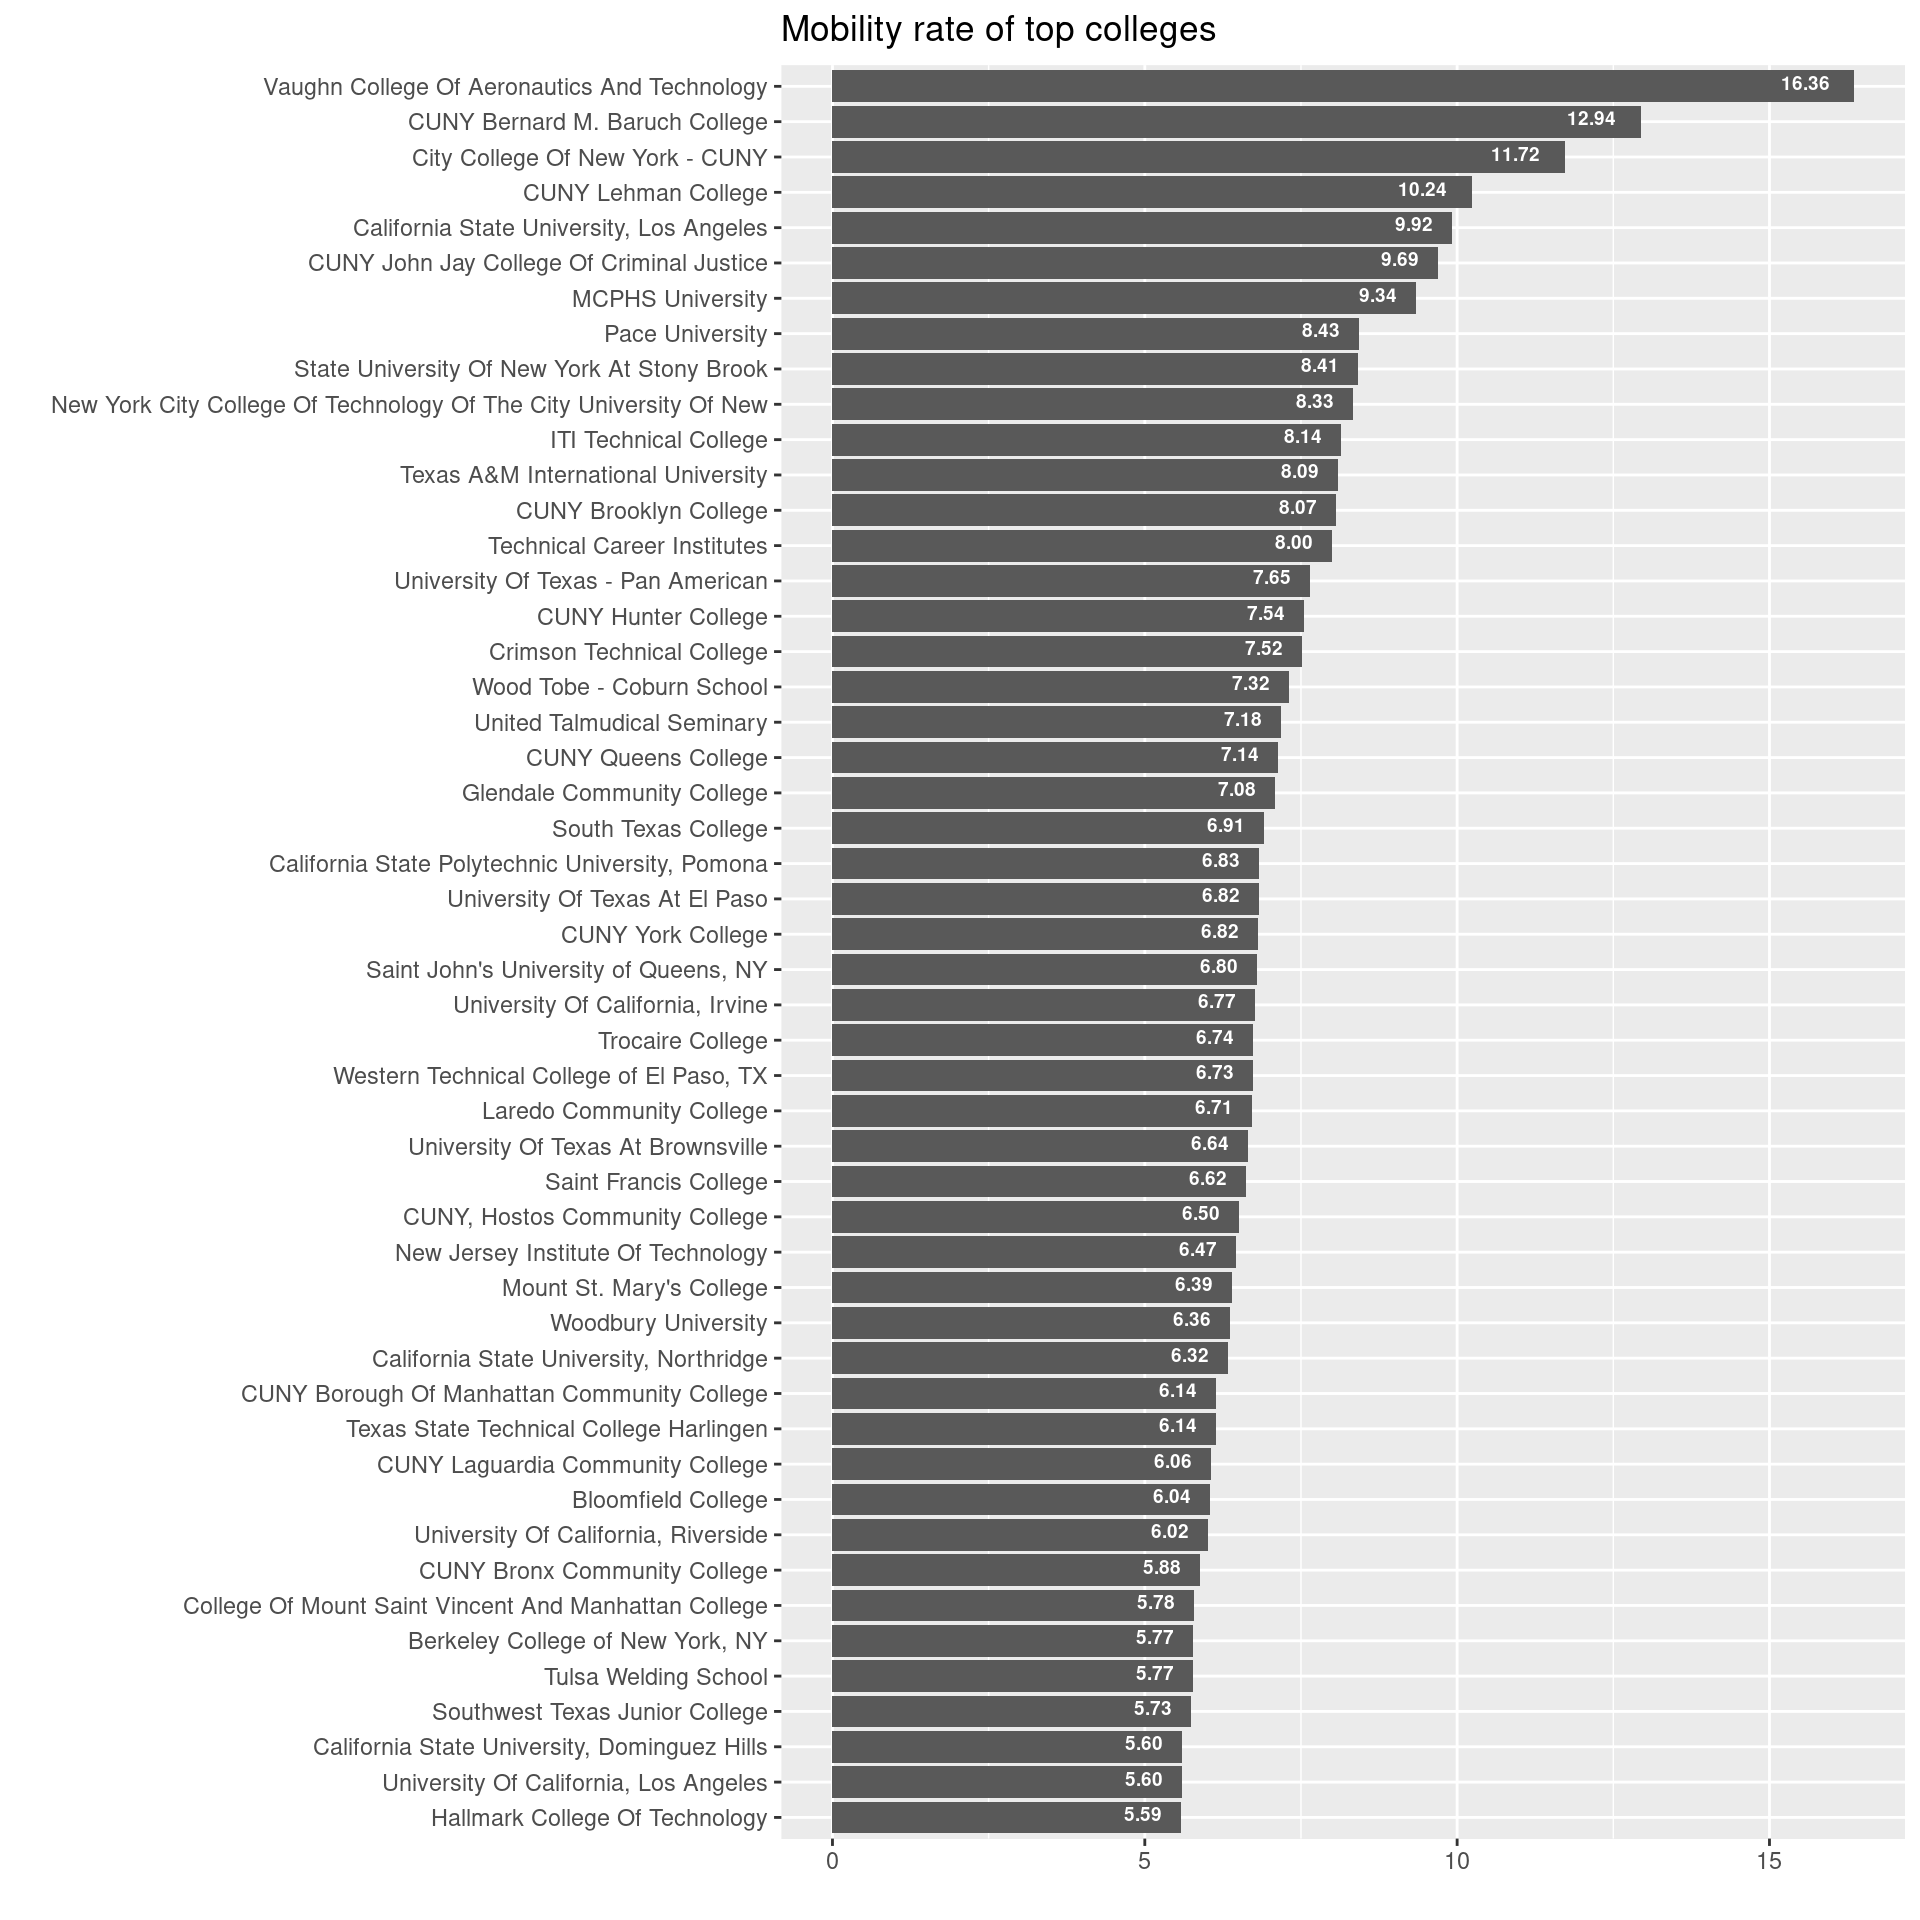 Mobility rate of top colleges
Vaughn College Of Aeronautics And Technology 16.36
CUNY Bernard M. Baruch College 12.94
City College Of New York - CUNY 11.72
CUNY Lehman College 10.24
California State University, Los Angeles 9.92
CUNY John Jay College Of Criminal Justice 9.69
MCPHS University 9.34
Pace University 8.43
State University Of New York At Stony Brook 8.41
New York City College Of Technology Of The City University Of New 8.33
ITI Technical College 8.14
Texas A&M International University 8.09
CUNY Brooklyn College 8.07
Technical Career Institutes 8.00
University Of Texas - Pan American 7.65
CUNY Hunter College 7.54
Crimson Technical College 7.52
Wood Tobe - Coburn School 7.32
United Talmudical Seminary 7.18
CUNY Queens College 7.14
Glendale Community College 7.08
South Texas College 6.91
California State Polytechnic University, Pomona 6.83
University Of Texas At El Paso 6.82
CUNY York College 6.82
Saint John's University of Queens, NY 6.80
University Of California, Irvine 6.77
Trocaire College 6.74
Western Technical College of El Paso, TX 6.73
Laredo Community College 6.71
University Of Texas At Brownsville 6.64
Saint Francis College 6.62
CUNY, Hostos Community College 6.50
New Jersey Institute Of Technology 6.47
Mount St. Mary's College 6.39
Woodbury University 6.36
California State University, Northridge 6.32
CUNY Borough Of Manhattan Community College 6.14
Texas State Technical College Harlingen 6.14
CUNY Laguardia Community College 6.06
Bloomfield College 6.04
University Of California, Riverside 6.02
CUNY Bronx Community College 5.88
College Of Mount Saint Vincent And Manhattan College 5.78
Berkeley College of New York, NY 5.77
Tulsa Welding School 5.77
Southwest Texas Junior College 5.73
California State University, Dominguez Hills 5.60
University Of California, Los Angeles 5.60
Hallmark College Of Technology 5.59
0 5 10 15